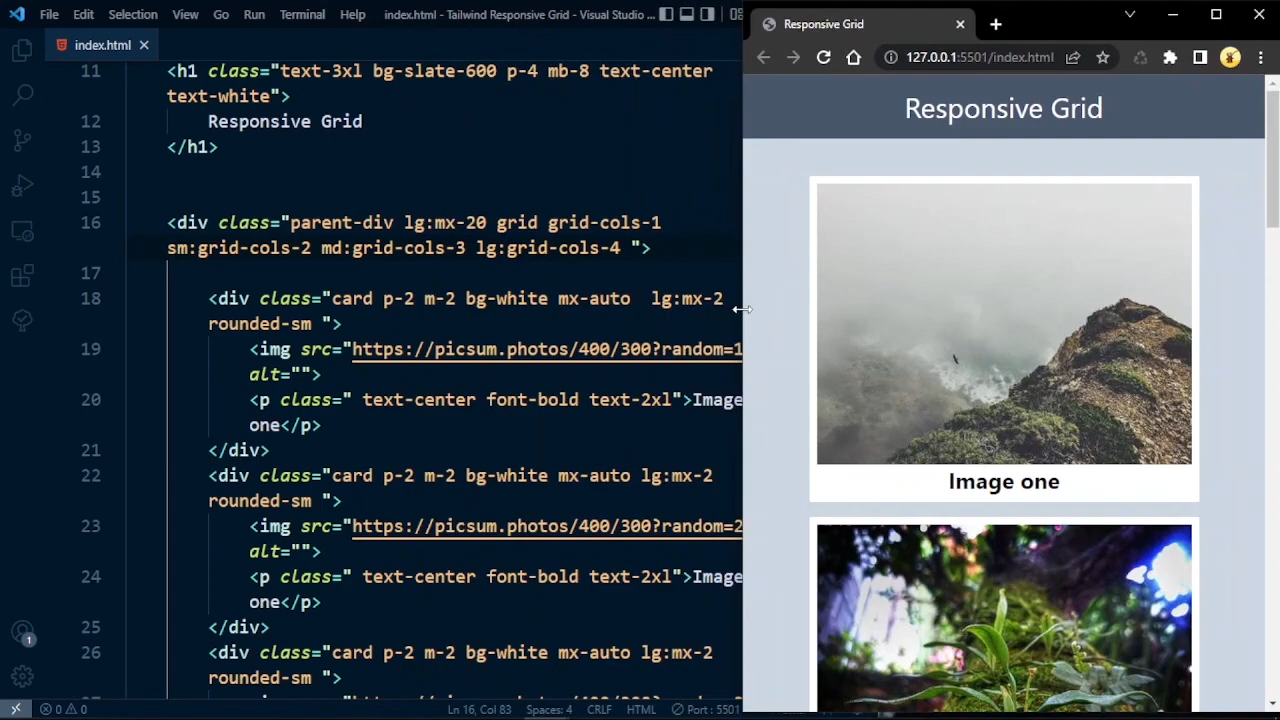 File Edit Selection View Go Run Terminal Help index.html - Tailwind Responsive Grid - Visual Studio ...
index.html
11 <h1 class="text-3xl bg-slate-600 p-4 mb-8 text-center
text-white">
12 Responsive Grid
13 </h1>
14
15
16 <div class="parent-div lg:mx-20 grid grid-cols-1
sm:grid-cols-2 md:grid-cols-3 lg:grid-cols-4 ">
17
18 <div class="card p-2 m-2 bg-white mx-auto  lg:mx-2
rounded-sm ">
19 <img src="https://picsum.photos/400/300?random=1
alt="">
20 <p class=" text-center font-bold text-2xl">Image
one</p>
21 </div>
22 <div class="card p-2 m-2 bg-white mx-auto lg:mx-2
rounded-sm ">
23 <img src="https://picsum.photos/400/300?random=2
alt="">
24 <p class=" text-center font-bold text-2xl">Image
one</p>
25 </div>
26 <div class="card p-2 m-2 bg-white mx-auto lg:mx-2
rounded-sm ">
1
0 0 Ln 16, Col 83 Spaces: 4 CRLF HTML Port : 5501
Responsive Grid
127.0.0.1:5501/index.html
Responsive Grid
Image one